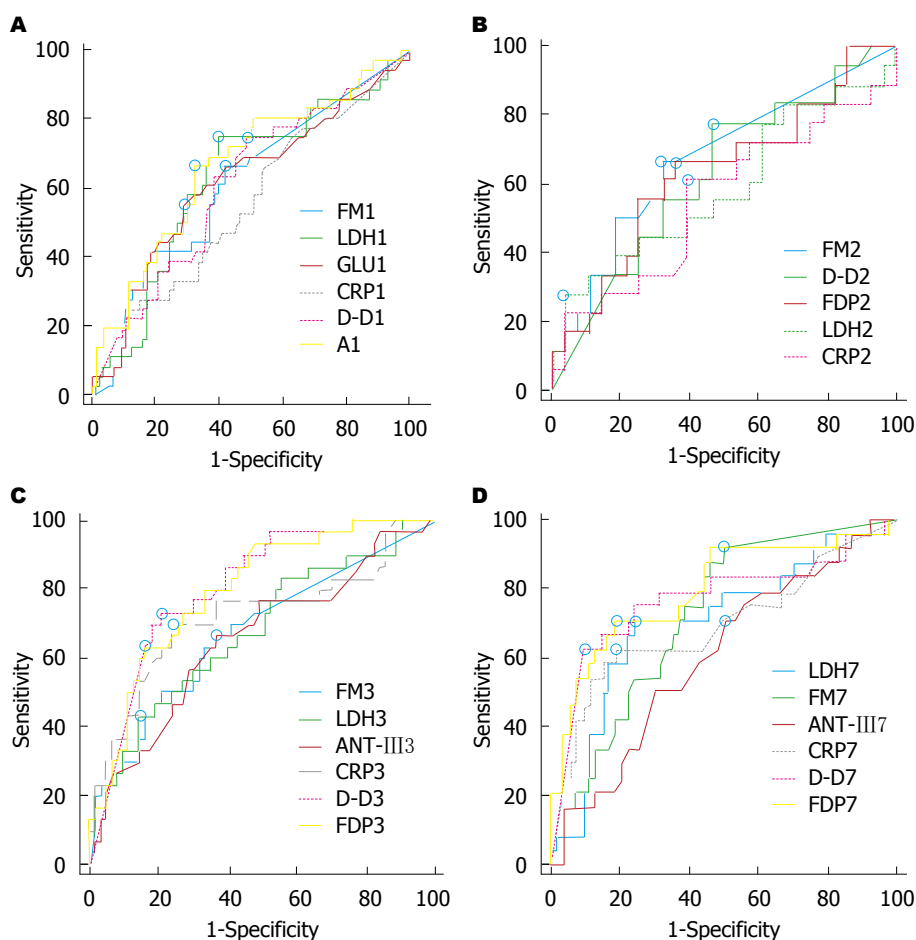 A
100
80
60
40
20
0
Sensitivity
FM1
LDH1
GLU1
CRP1
D-D1
A1
0 20 40 60 80 100
1-Specificity
B
100
80
60
40
20
0
Sensitivity
FM2
D-D2
FDP2
LDH2
CRP2
0 20 40 60 80 100
1-Specificity
C
100
80
60
40
20
0
Sensitivity
FM3
LDH3
ANT-III3
CRP3
D-D3
FDP3
0 20 40 60 80 100
1-Specificity
D
100
80
60
40
20
0
Sensitivity
LDH7
FM7
ANT-III7
CRP7
D-D7
FDP7
0 20 40 60 80 100
1-Specificity